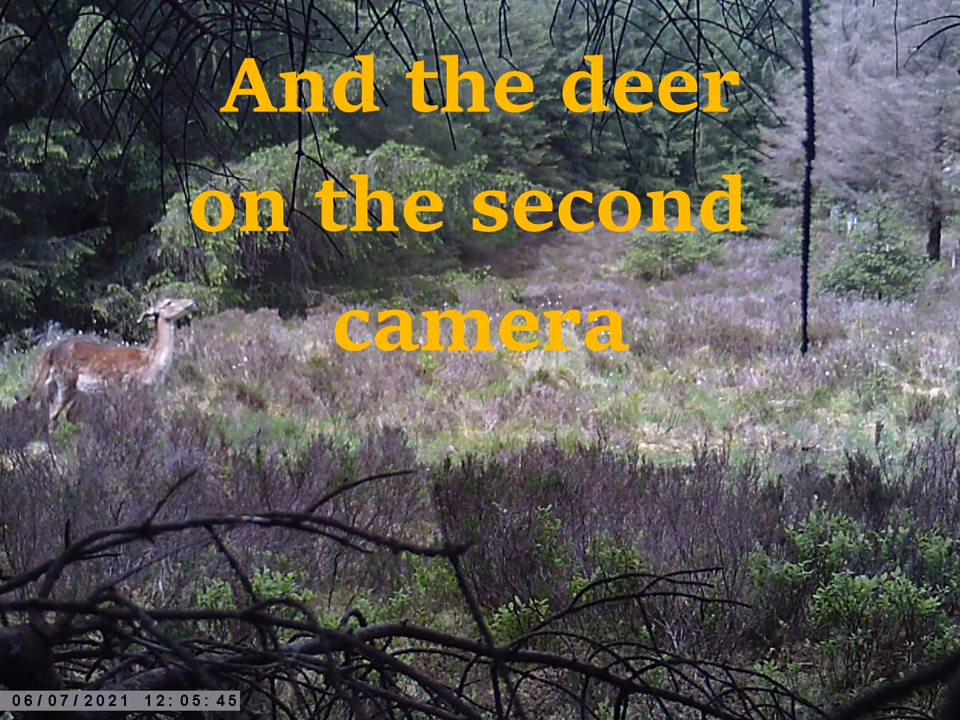 And the deer
on the second
camera
06/07/2021 12:05:45